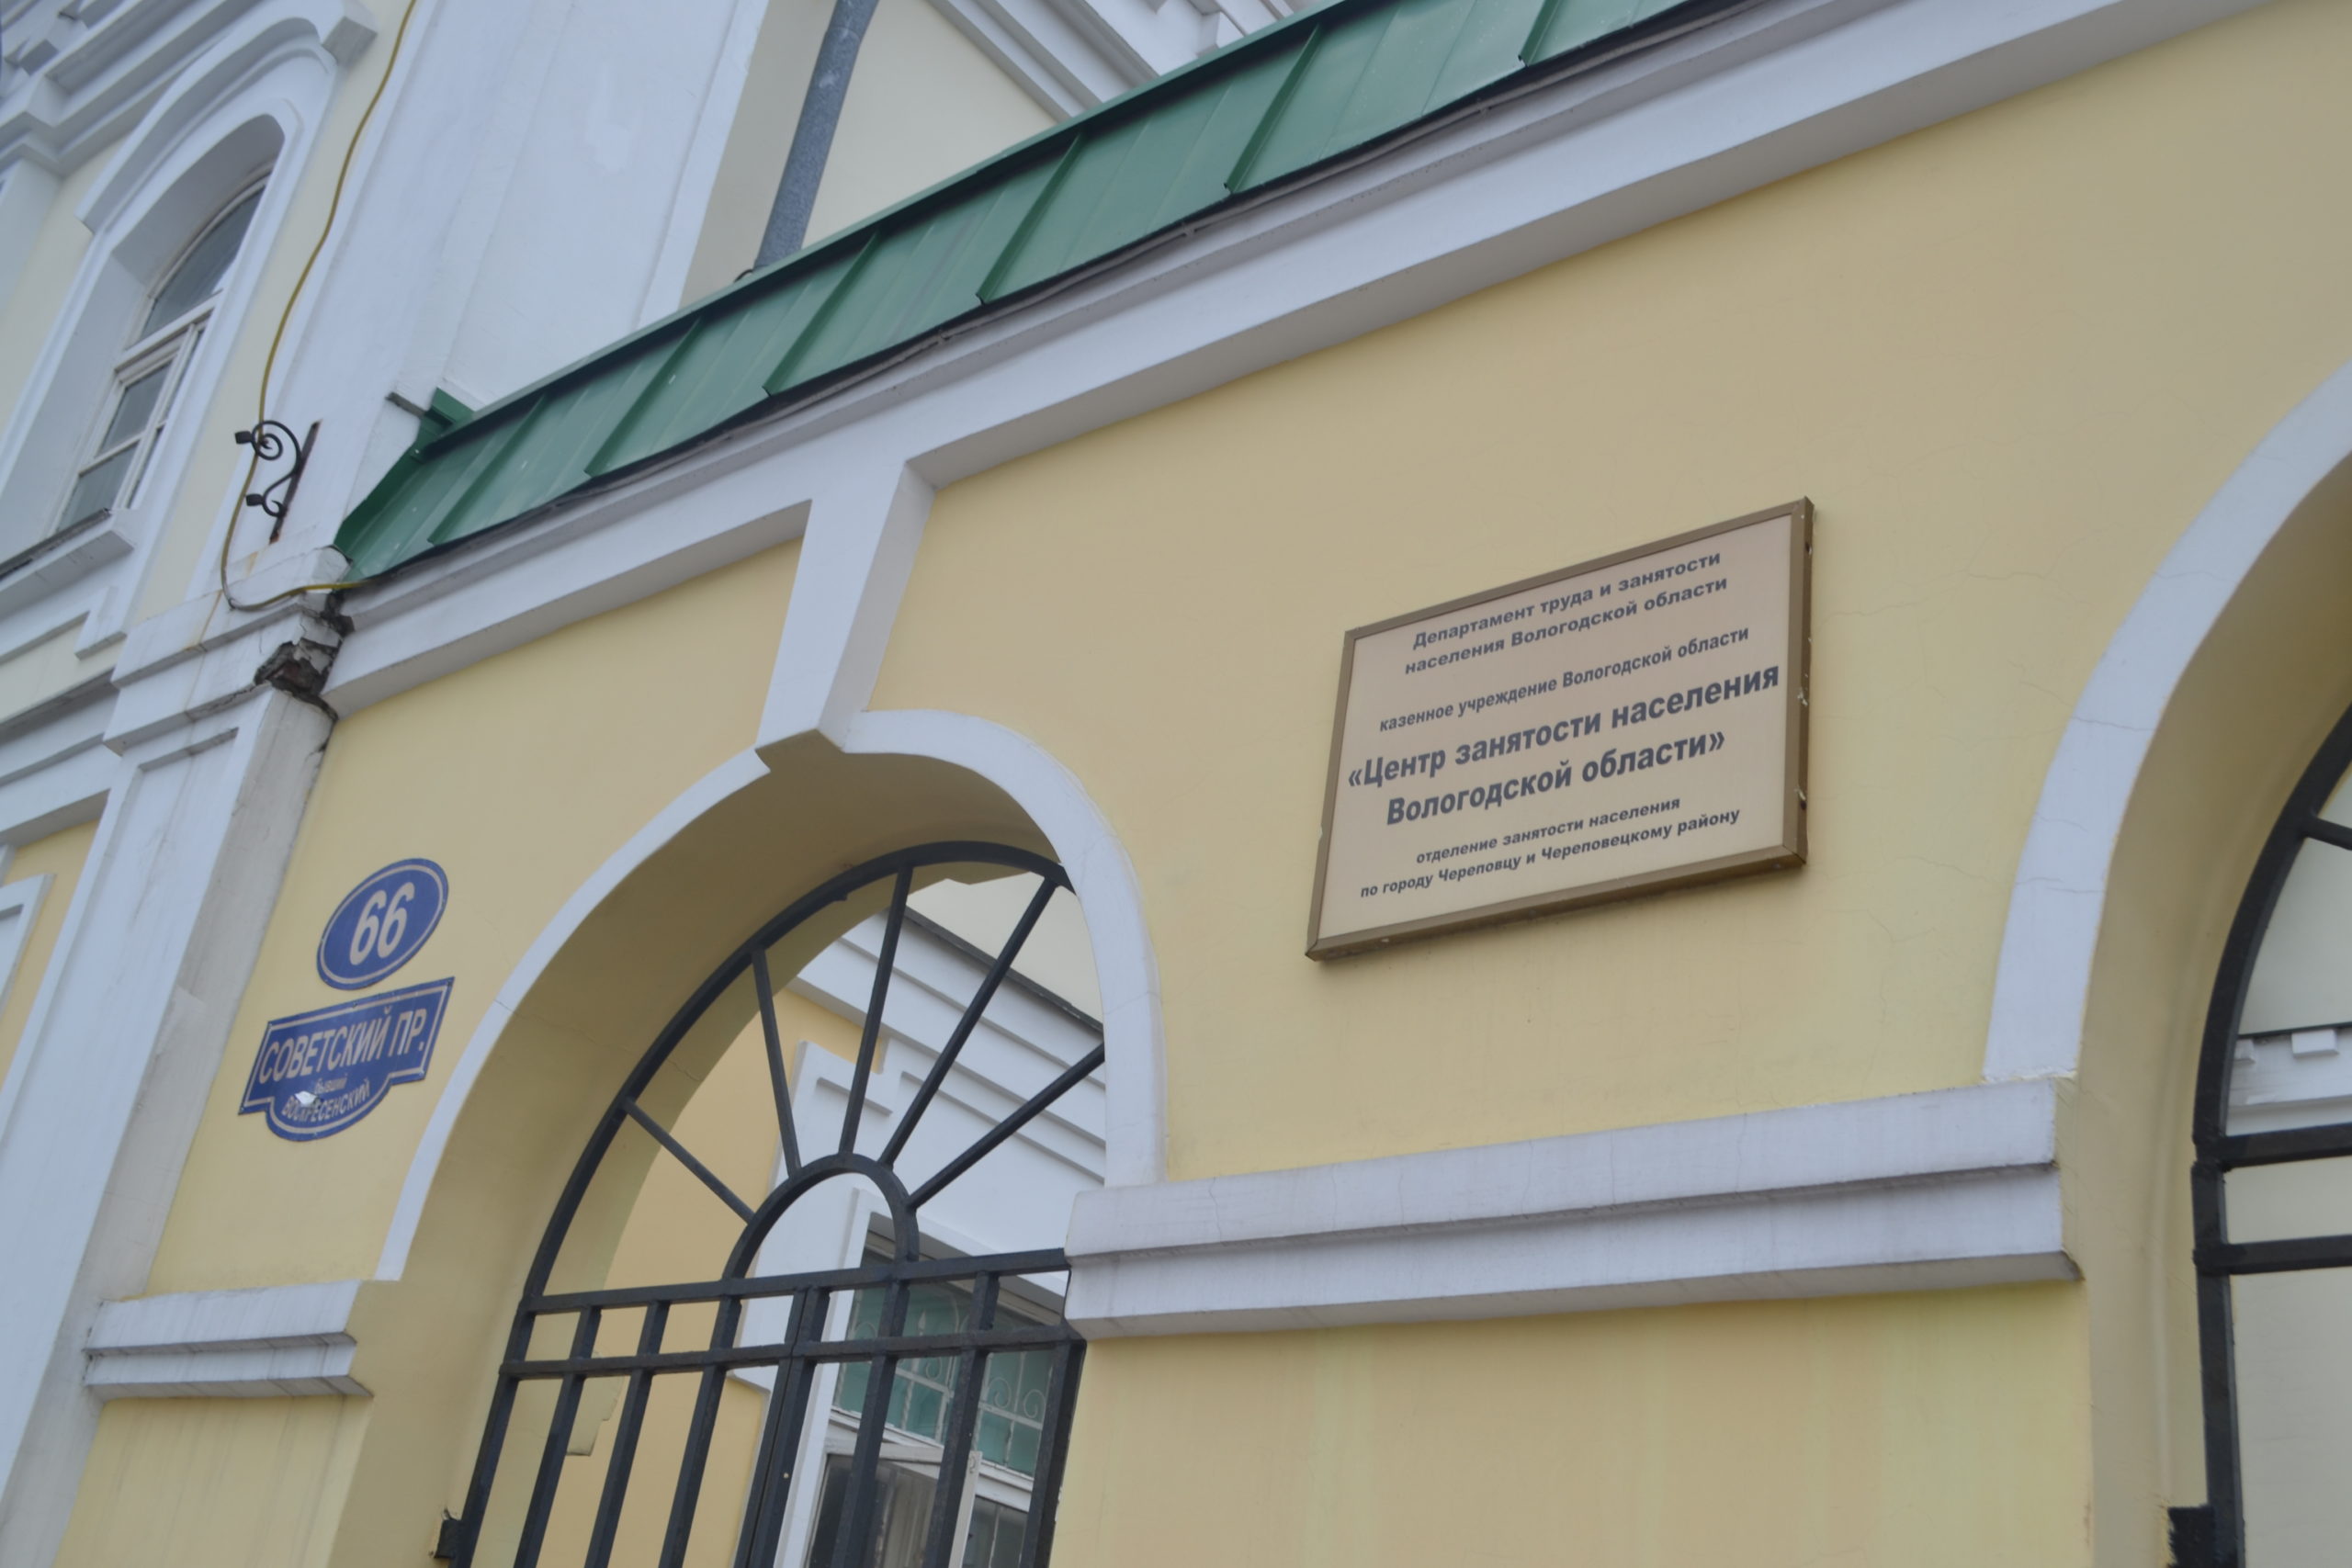 66
СОВЕТСКИЙ ПР.
бывший
ВОСКРЕСЕНСКИЙ
Департамент труда и занятости
населения Вологодской области
казенное учреждение Вологодской области
«Центр занятости населения
Вологодской области»
отделение занятости населения
по городу Череповцу и Череповецкому району